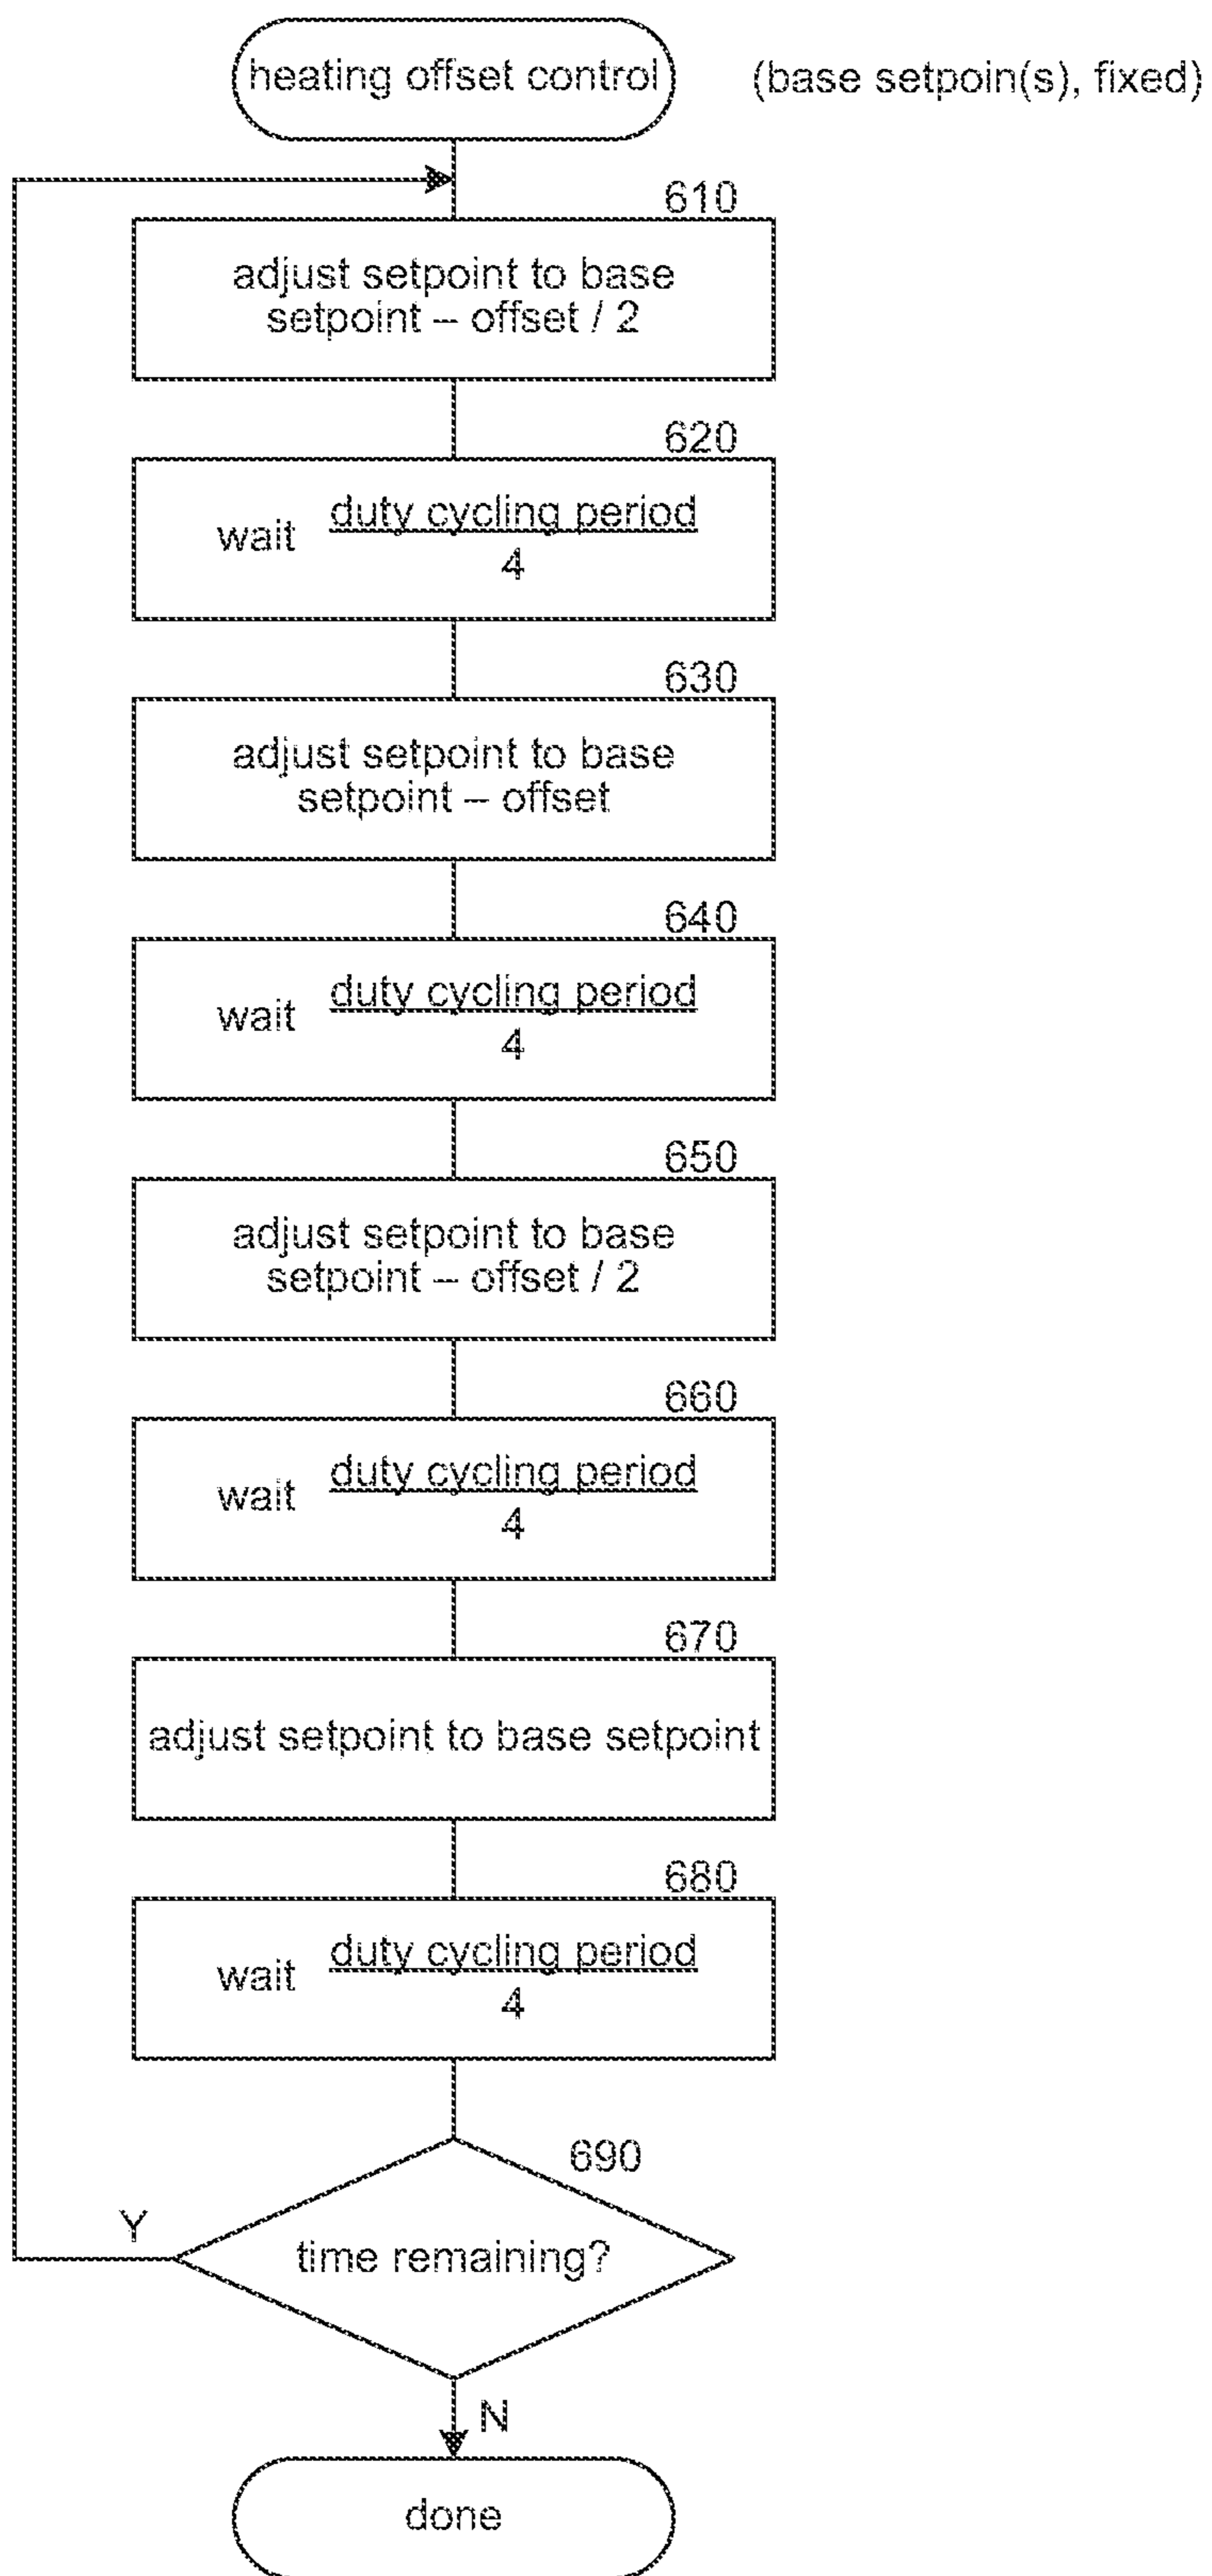 heating offset control
(base setpoin(s), fixed)
610
adjust setpoint to base
setpoint – offset / 2
620
wait
duty cycling period
4
630
adjust setpoint to base
setpoint – offset
640
wait
duty cycling period
4
650
adjust setpoint to base
setpoint – offset / 2
660
wait
duty cycling period
4
670
adjust setpoint to base setpoint
680
wait
duty cycling period
4
690
Y
time remaining?
N
done